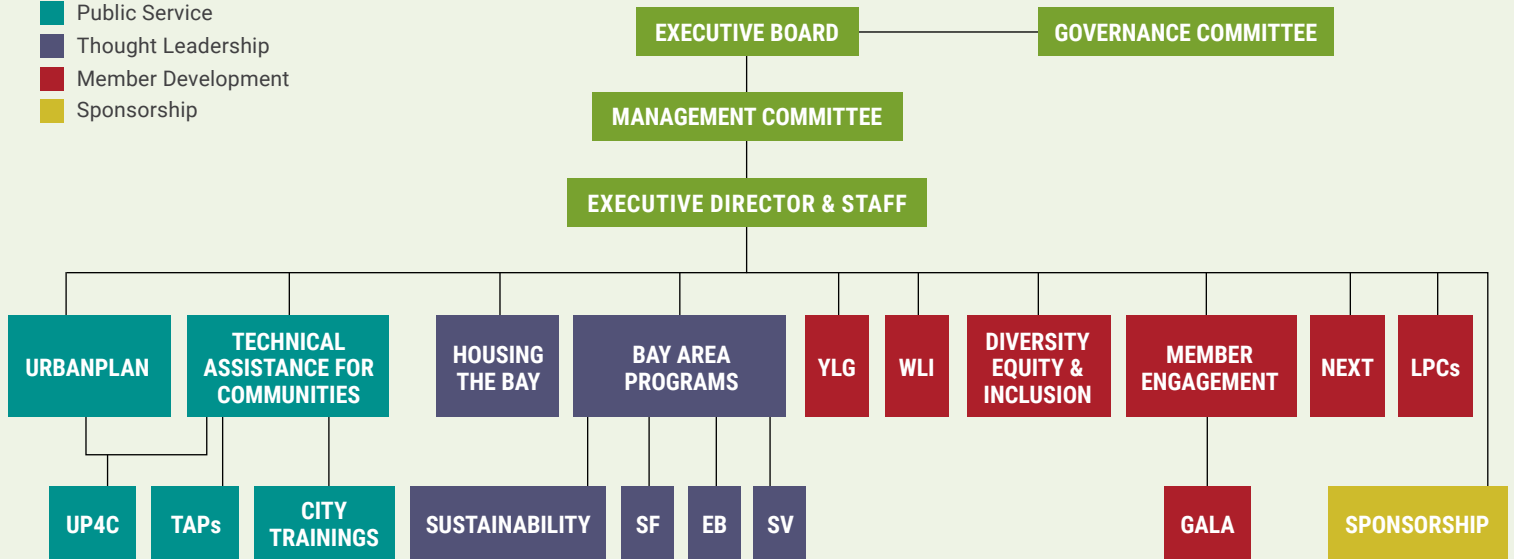 Public Service
Thought Leadership
Member Development
Sponsorship
EXECUTIVE BOARD
GOVERNANCE COMMITTEE
MANAGEMENT COMMITTEE
EXECUTIVE DIRECTOR & STAFF
URBANPLAN
TECHNICAL
ASSISTANCE FOR
COMMUNITIES
HOUSING
THE BAY
BAY AREA
PROGRAMS
YLG
WLI
DIVERSITY
EQUITY &
INCLUSION
MEMBER
ENGAGEMENT
NEXT
LPCs
UP4C
TAPs
CITY
TRAININGS
SUSTAINABILITY
SF
EB
SV
GALA
SPONSORSHIP